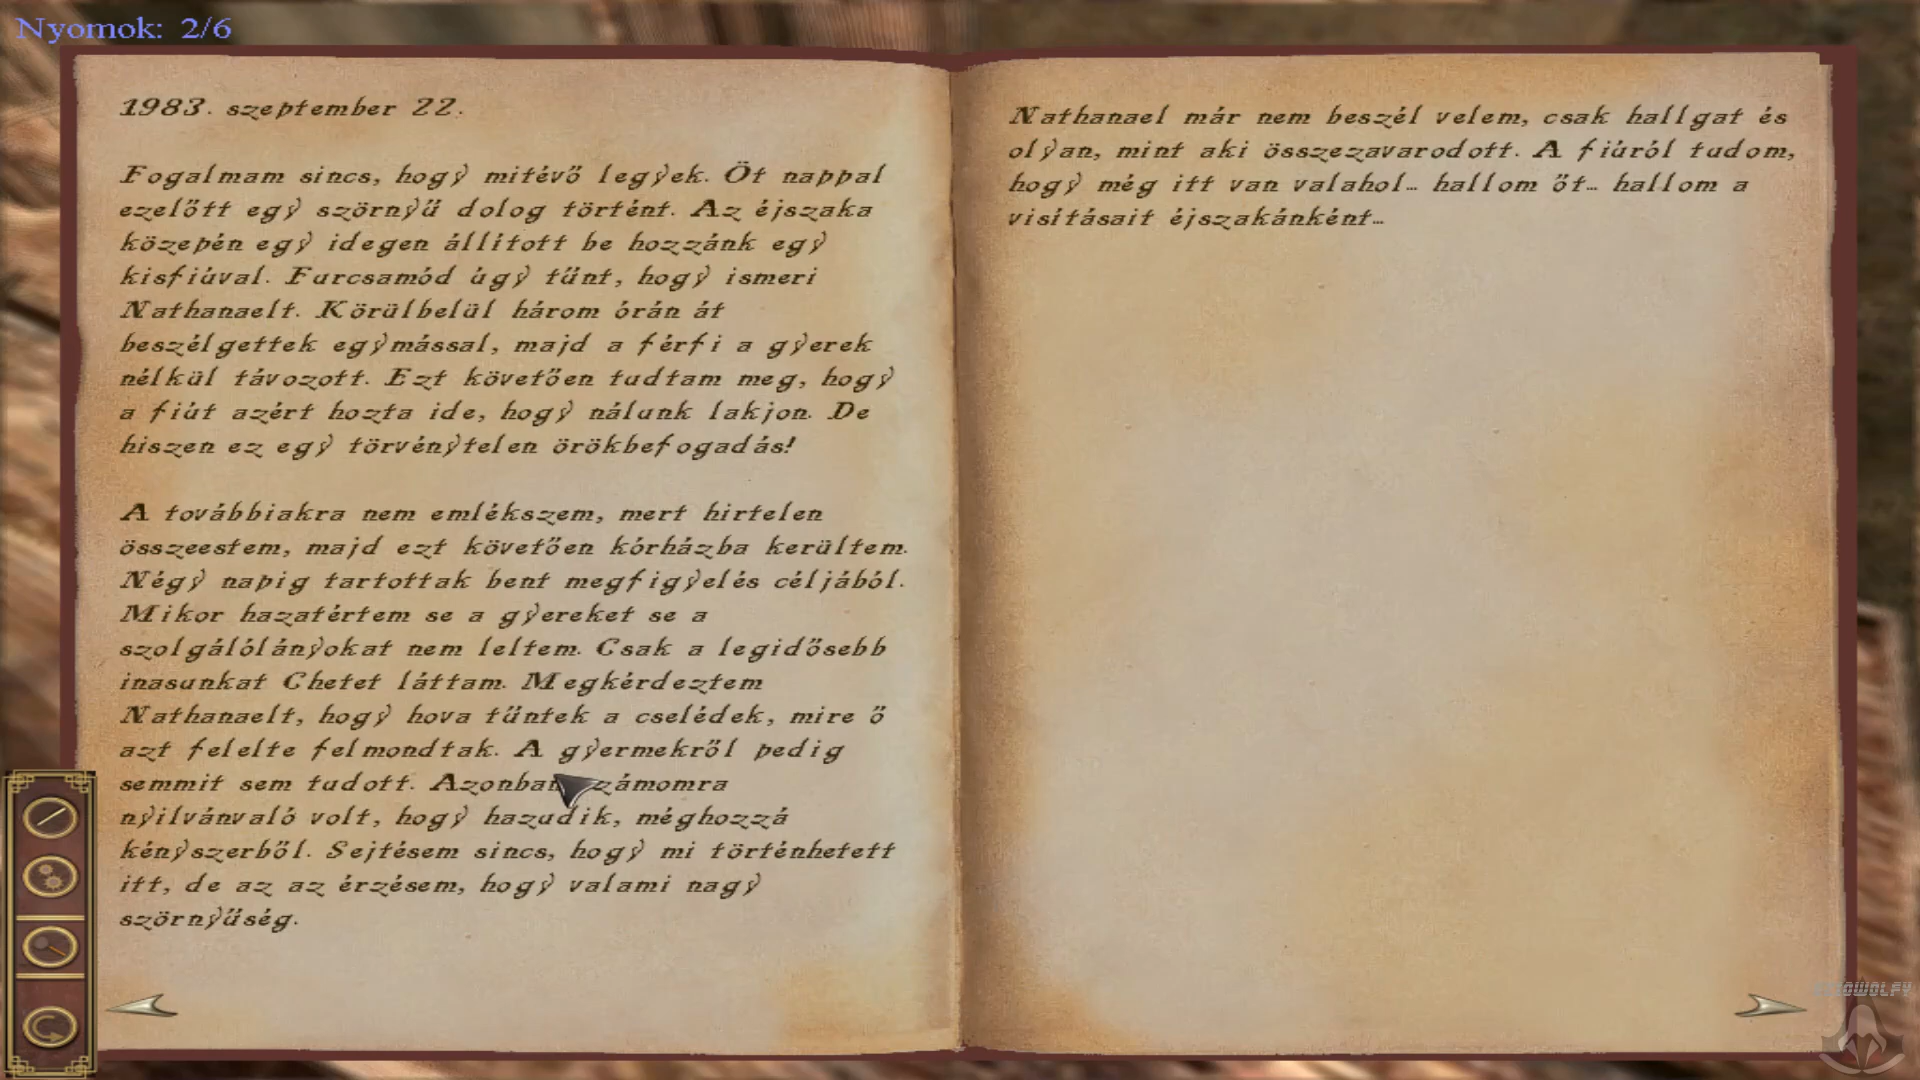 Nyomok: 2/6
1983. szeptember 22.
Fogalmam sincs, hogy mitévő legyek. Öt nappal
ezelőtt egy szörnyű dolog történt. Az éjszaka
közepén egy idegen állított be hozzánk egy
kisfiúval. Furcsamód úgy tűnt, hogy ismeri
Nathanaelt. Körülbelül három órán át
beszélgettek egymással, majd a férfi a gyerek
nélkül távozott. Ezt követően tudtam meg, hogy
a fiút azért hozta ide, hogy nálunk lakjon. De
hiszen ez egy törvénytelen örökbefogadás!
A továbbiakra nem emlékszem, mert hirtelen
összeestem, majd ezt követően kórházba kerültem.
Négy napig tartottak bent megfigyelés céljából.
Mikor hazatértem se a gyereket se a
szolgálólányokat nem leltem. Csak a legidősebb
inasunkat Chetet láttam. Megkérdeztem
Nathanaelt, hogy hova tűntek a cselédek, mire ő
azt felelte felmondtak. A gyermekről pedig
semmit sem tudott. Azonban számomra
nyilvánvaló volt, hogy hazudik, méghozzá
kényszerből. Sejtésem sincs, hogy mi történhetett
itt, de az az érzésem, hogy valami nagy
szörnyűség.
Nathanael már nem beszél velem, csak hallgat és
olyan, mint aki összezavarodott. A fiúról tudom,
hogy még itt van valahol… hallom őt… hallom a
visításait éjszakánként…